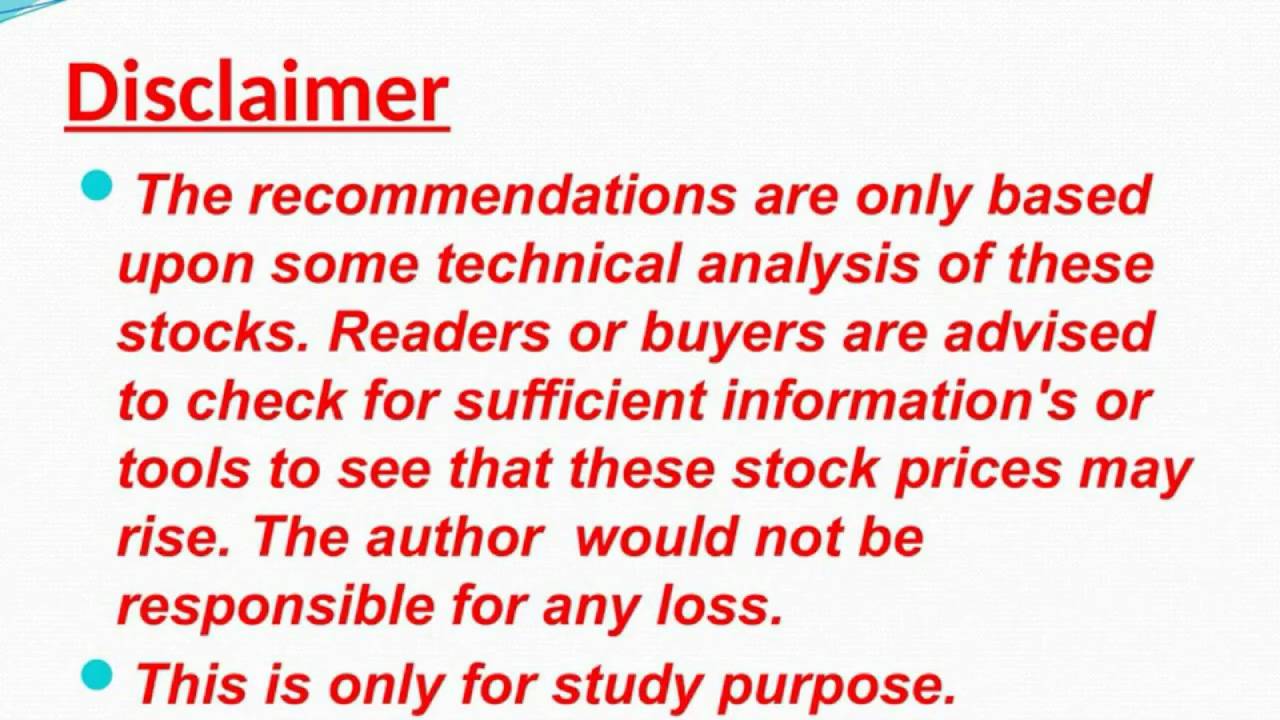 Disclaimer
The recommendations are only based
upon some technical analysis of these
stocks. Readers or buyers are advised
to check for sufficient information's or
tools to see that these stock prices may
rise. The author  would not be
responsible for any loss.
This is only for study purpose.